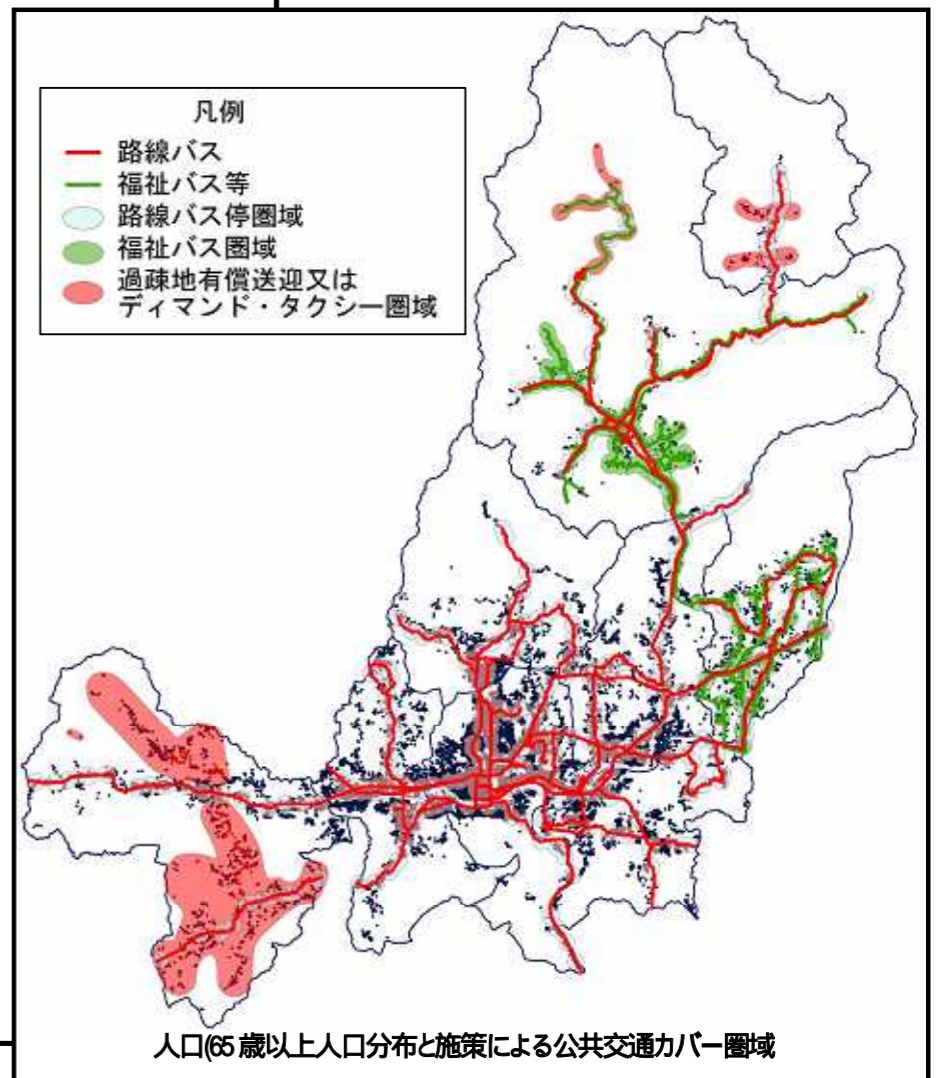 凡例
路線バス
福祉バス等
路線バス停圏域
福祉バス圏域
過疎地有償送迎又は
ディマンド・タクシー圏域
人口(65歳以上人口分布と施策による公共交通カバー圏域